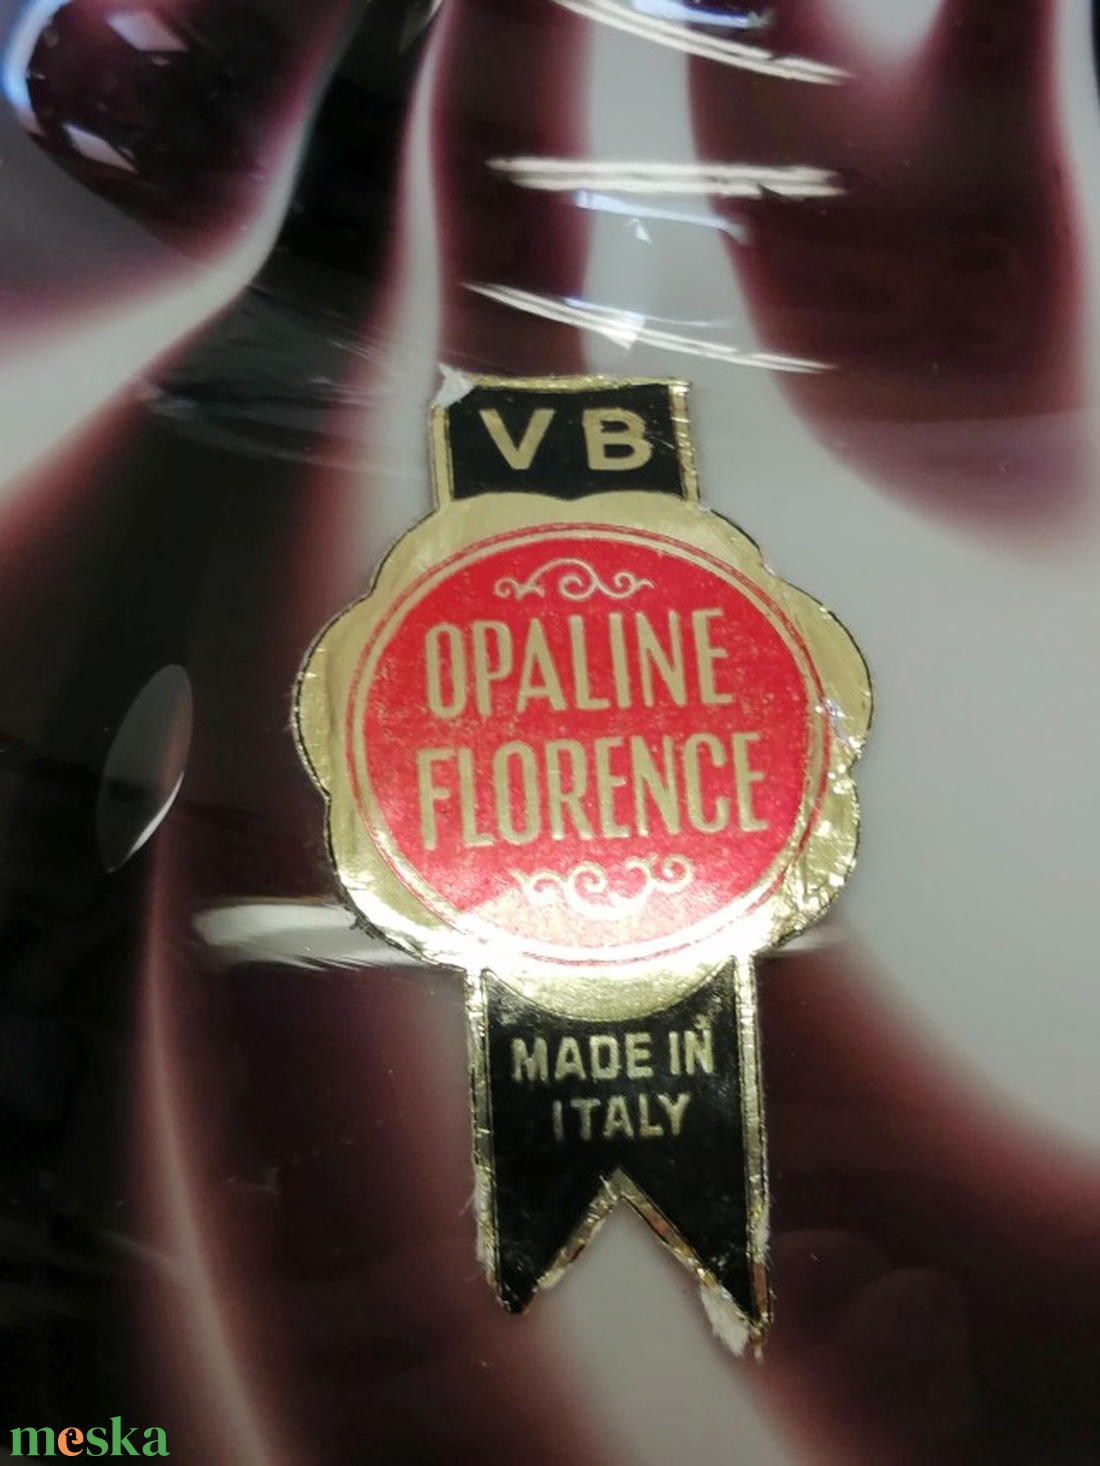 VB
OPALINE
FLORENCE
MADE IN
ITALY
meska